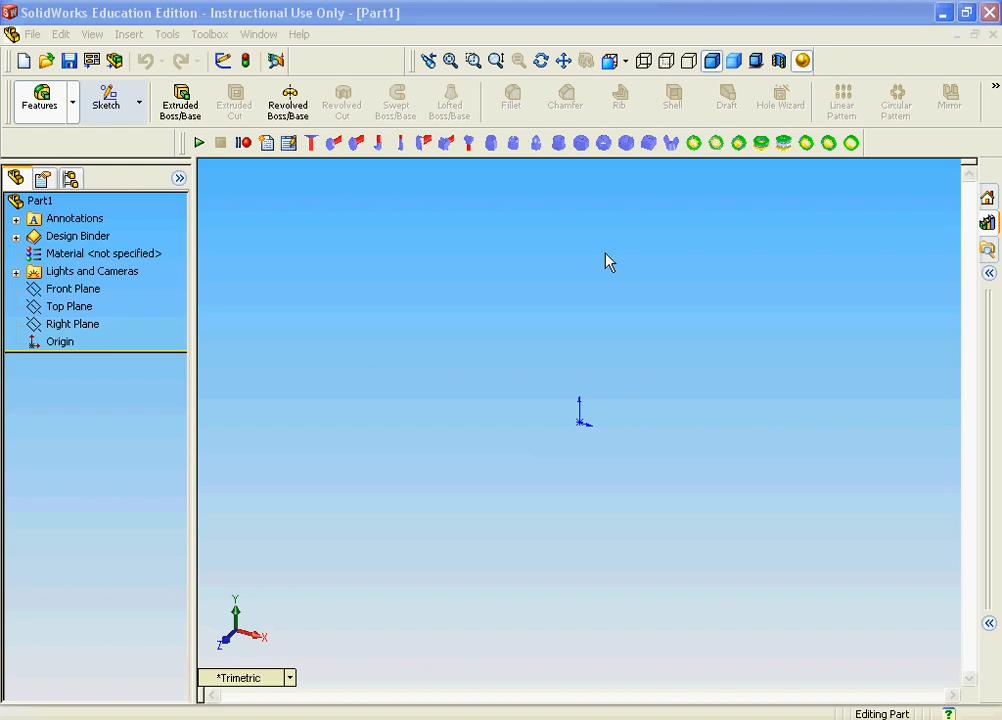 SolidWorks Education Edition - Instructional Use Only - [Part1]
File Edit View Insert Tools Toolbox Window Help
Features Sketch Extruded Boss/Base Extruded Cut Revolved Boss/Base Revolved Cut Swept Boss/Base Lofted Boss/Base Fillet Chamfer Rib Shell Draft Hole Wizard Linear Pattern Circular Pattern Mirror
Part1
A Annotations
Design Binder
Material <not specified>
Lights and Cameras
Front Plane
Top Plane
Right Plane
Origin
Y
X
Z
*Trimetric
Editing Part ?